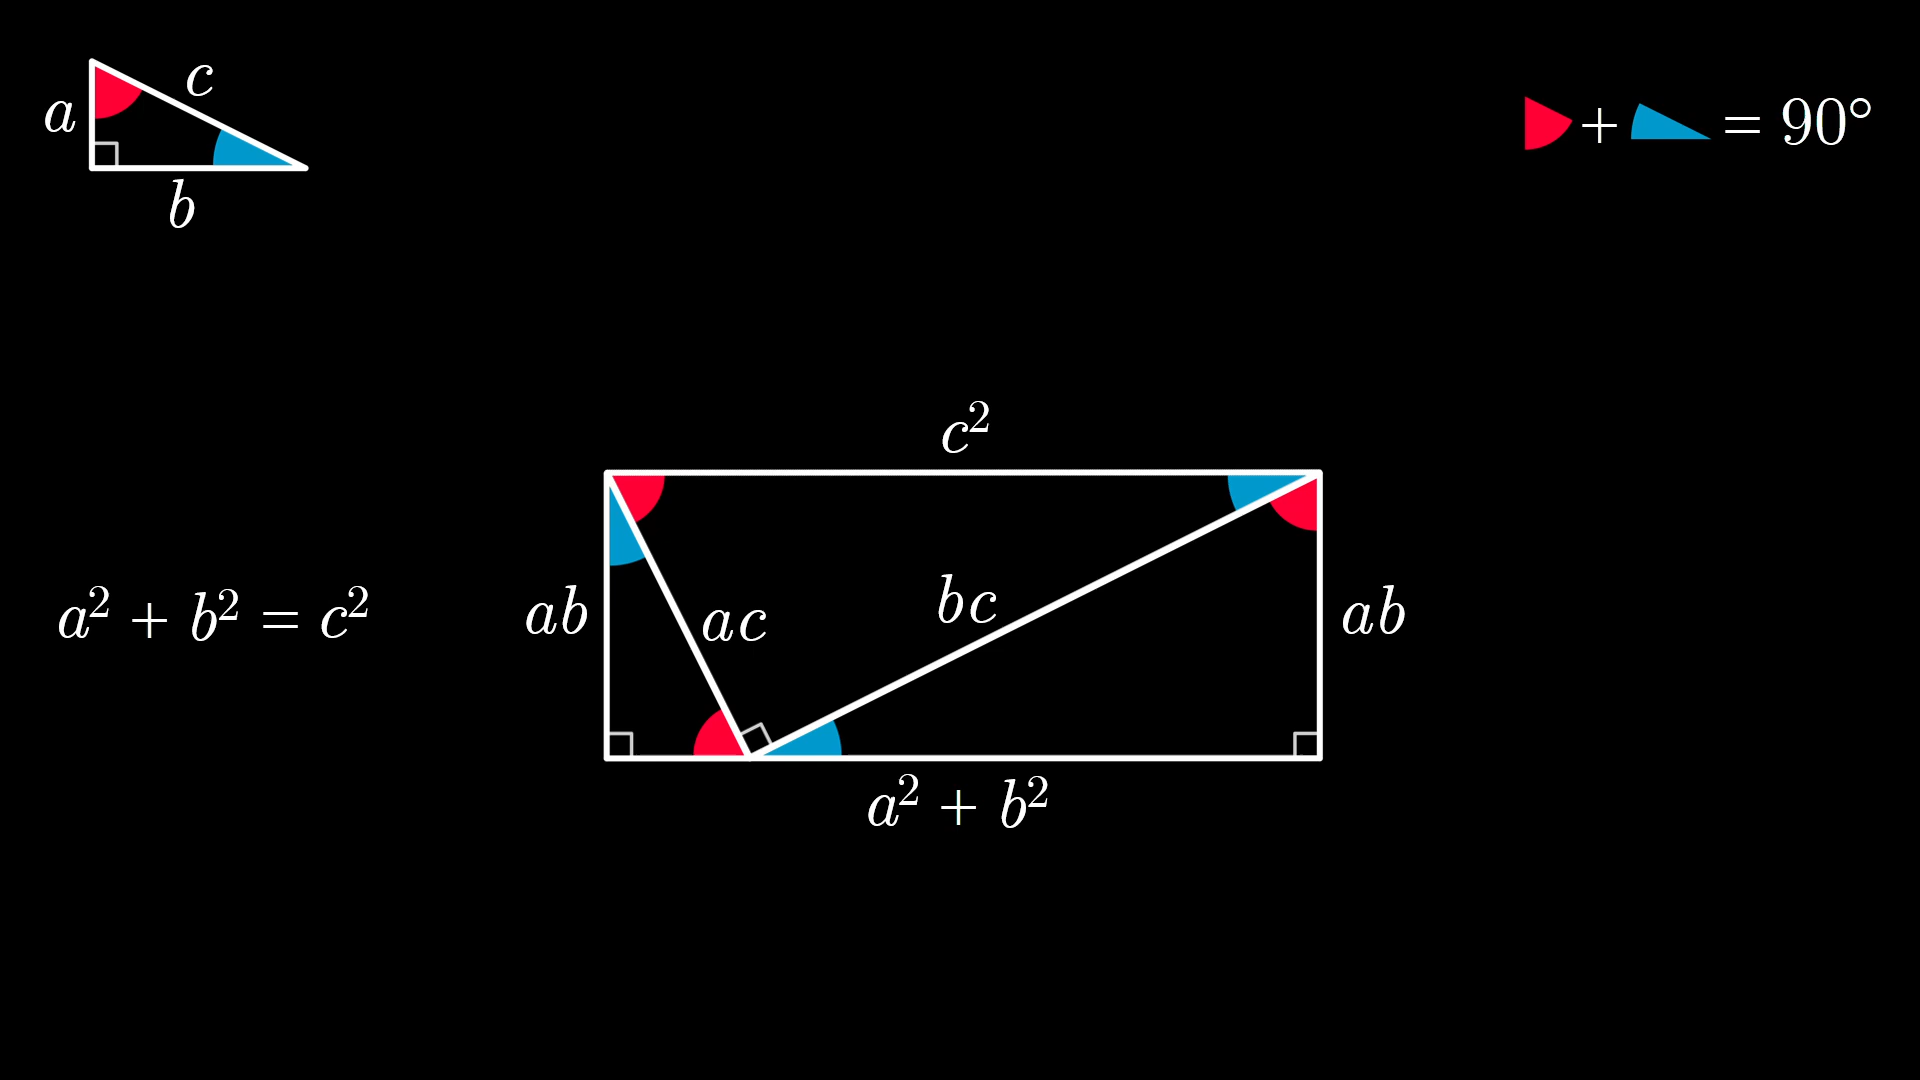 c
a
b
+ = 90°
c²
a² + b² = c²
ab
ac
bc
ab
a² + b²